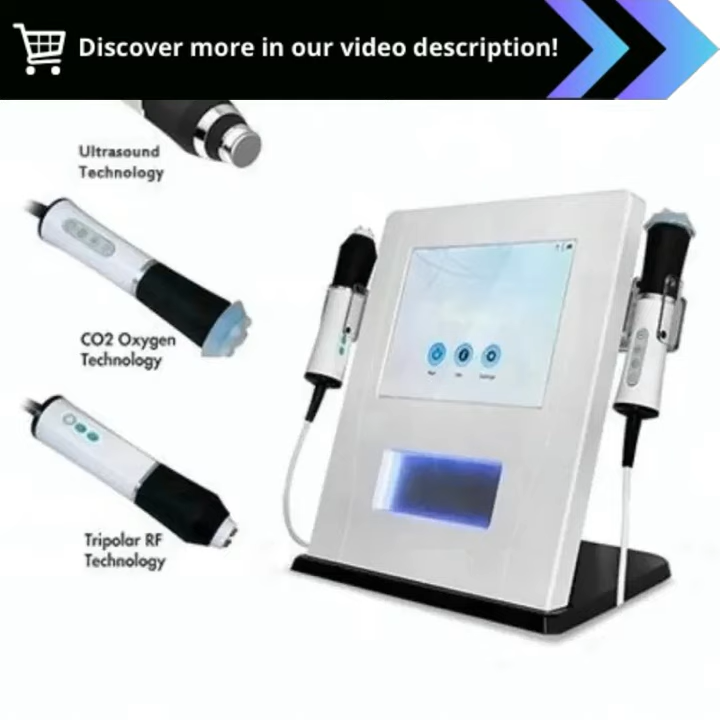 Discover more in our video description!
Ultrasound
Technology
CO2 Oxygen
Technology
Tripolar RF
Technology